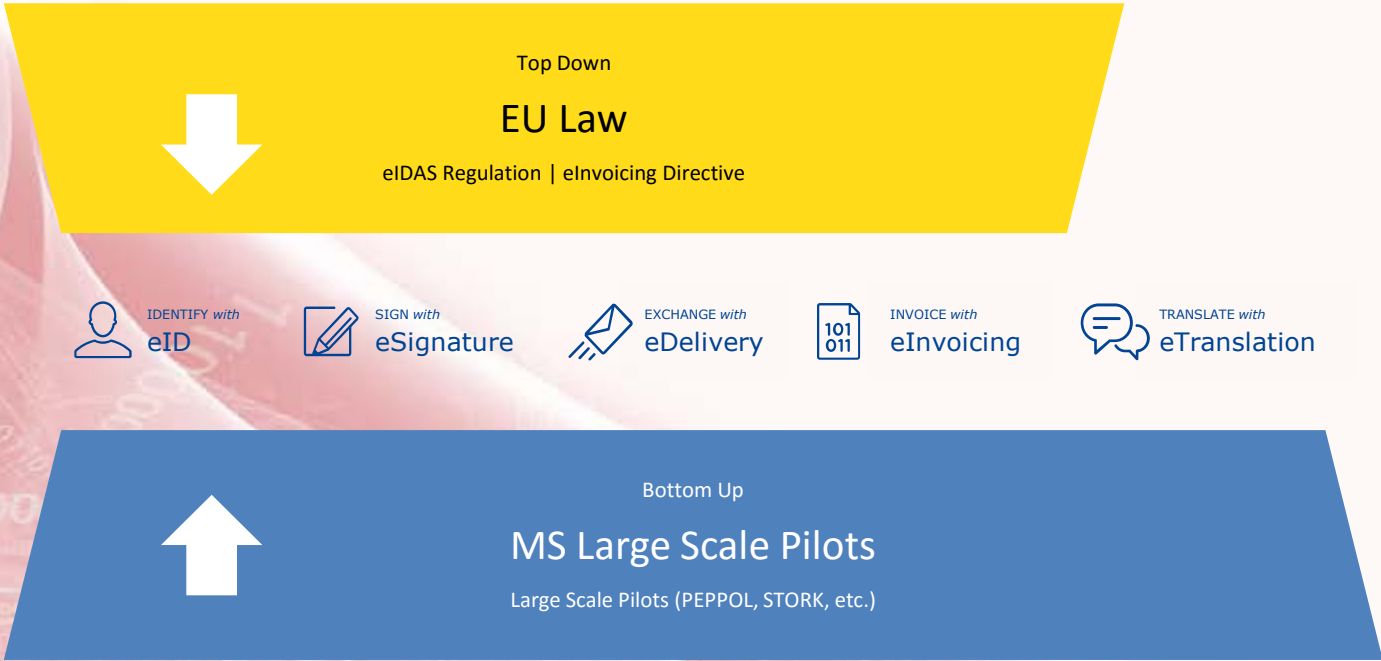 Top Down
EU Law
eIDAS Regulation | eInvoicing Directive
IDENTIFY with
eID
SIGN with
eSignature
EXCHANGE with
eDelivery
101
011
INVOICE with
eInvoicing
TRANSLATE with
eTranslation
Bottom Up
MS Large Scale Pilots
Large Scale Pilots (PEPPOL, STORK, etc.)